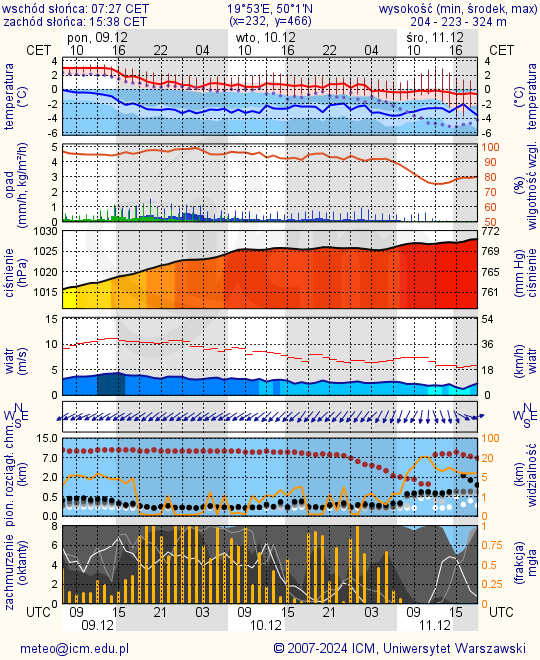 wschód słońca: 07:27 CET 19°53'E, 50°1'N wysokość (min, środek, max)
zachód słońca: 15:38 CET (x=232, y=466) 204 - 223 - 324 m
pon, 09.12 wto, 10.12 śro, 11.12
CET 10 16 22 04 10 16 22 04 10 16 CET
temperatura (°C) 4 2 0 -2 -4 -6 4 2 0 -2 -4 -6 (°C) temperatura
opad (mm/h, kg/m²/h) 5 4 3 2 1 0 100 90 80 70 60 50 (%) wilgotność wzgl.
ciśnienie (hPa) 1030 1025 1020 1015 772 769 765 761 (mm Hg) ciśnienie
wiatr (m/s) 15 10 5 0 54 36 18 0 (km/h) wiatr
N W E S N W E S
pion. rozciągł. chm. (km) 15.0 7.0 2.0 0.5 0.0 100 20 5 1 0 (km) widzialność
zachmurzenie (oktanty) 8 6 4 2 0 1 0.75 0.5 0.25 0 (frakcja) mgła
UTC 09 15 21 03 09 15 21 03 09 15 UTC
09.12 10.12 11.12
meteo@icm.edu.pl © 2007-2024 ICM, Uniwersytet Warszawski